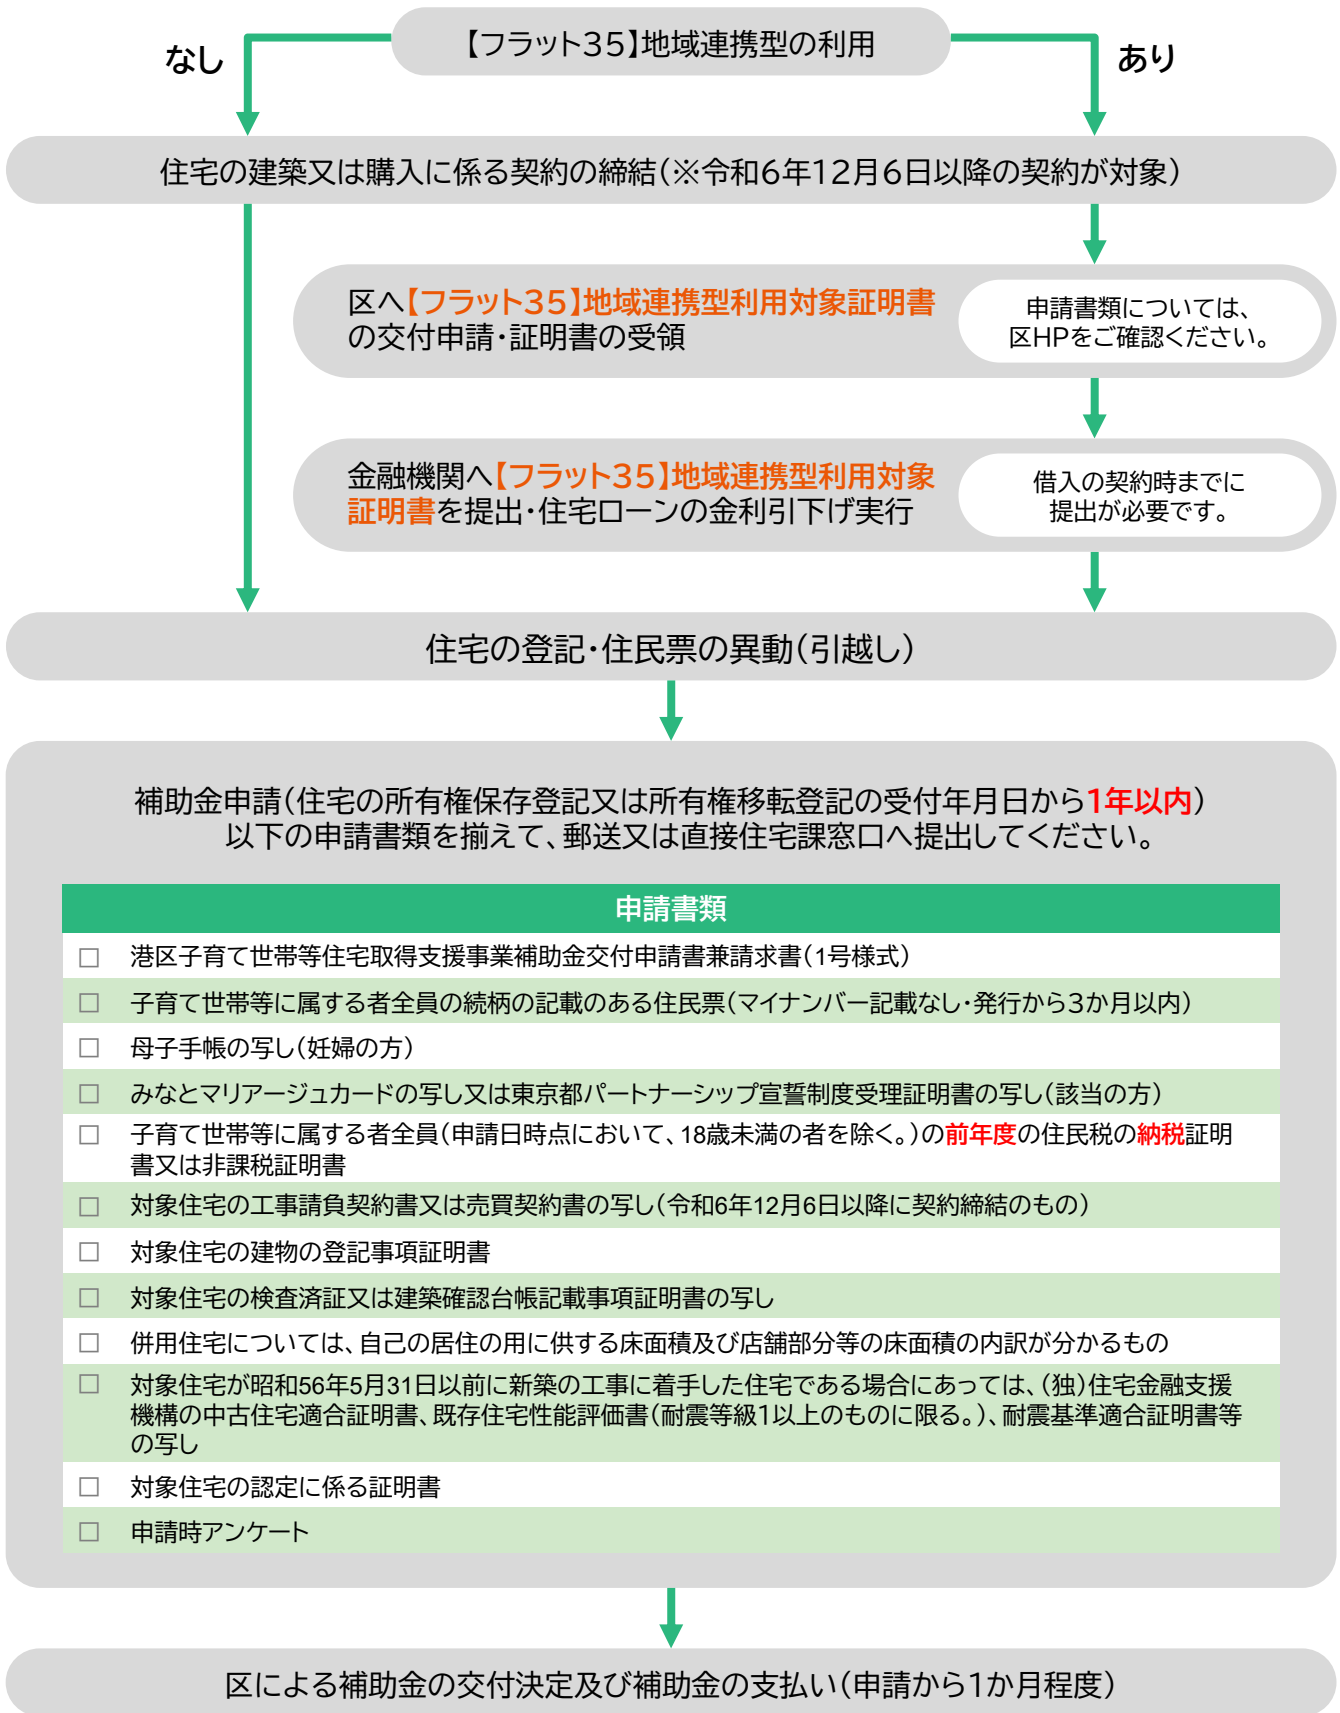 【フラット35】地域連携型の利用
なし
あり
住宅の建築又は購入に係る契約の締結（※令和6年12月6日以降の契約が対象）
区へ【フラット35】地域連携型利用対象証明書
の交付申請・証明書の受領
申請書類については、
区HPをご確認ください。
金融機関へ【フラット35】地域連携型利用対象
証明書を提出・住宅ローンの金利引下げ実行
借入の契約時までに
提出が必要です。
住宅の登記・住民票の異動（引越し）
補助金申請（住宅の所有権保存登記又は所有権移転登記の受付年月日から1年以内）
以下の申請書類を揃えて、郵送又は直接住宅課窓口へ提出してください。
申請書類
□ 港区子育て世帯等住宅取得支援事業補助金交付申請書兼請求書（1号様式）
□ 子育て世帯等に属する者全員の続柄の記載のある住民票（マイナンバー記載なし・発行から3か月以内）
□ 母子手帳の写し（妊婦の方）
□ みなとマリアージュカードの写し又は東京都パートナーシップ宣誓制度受理証明書の写し（該当の方）
□ 子育て世帯等に属する者全員（申請日時点において、18歳未満の者を除く。）の前年度の住民税の納税証明
書又は非課税証明書
□ 対象住宅の工事請負契約書又は売買契約書の写し（令和6年12月6日以降に契約締結のもの）
□ 対象住宅の建物の登記事項証明書
□ 対象住宅の検査済証又は建築確認台帳記載事項証明書の写し
□ 併用住宅については、自己の居住の用に供する床面積及び店舗部分等の床面積の内訳が分かるもの
□ 対象住宅が昭和56年5月31日以前に新築の工事に着手した住宅である場合にあっては、（独）住宅金融支援
機構の中古住宅適合証明書、既存住宅性能評価書（耐震等級1以上のものに限る。）、耐震基準適合証明書等
の写し
□ 対象住宅の認定に係る証明書
□ 申請時アンケート
区による補助金の交付決定及び補助金の支払い（申請から1か月程度）